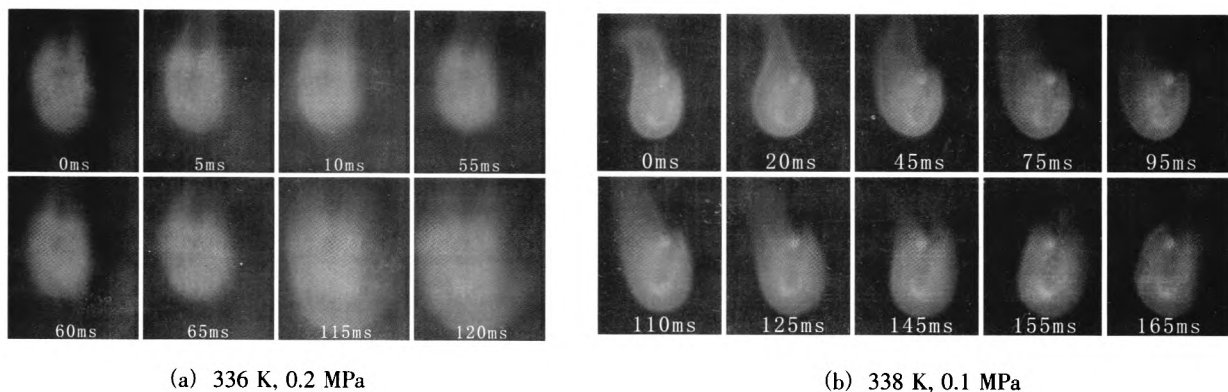 0ms 5ms 10ms 55ms
60ms 65ms 115ms 120ms
(a) 336 K, 0.2 MPa
0ms 20ms 45ms 75ms 95ms
110ms 125ms 145ms 155ms 165ms
(b) 338 K, 0.1 MPa